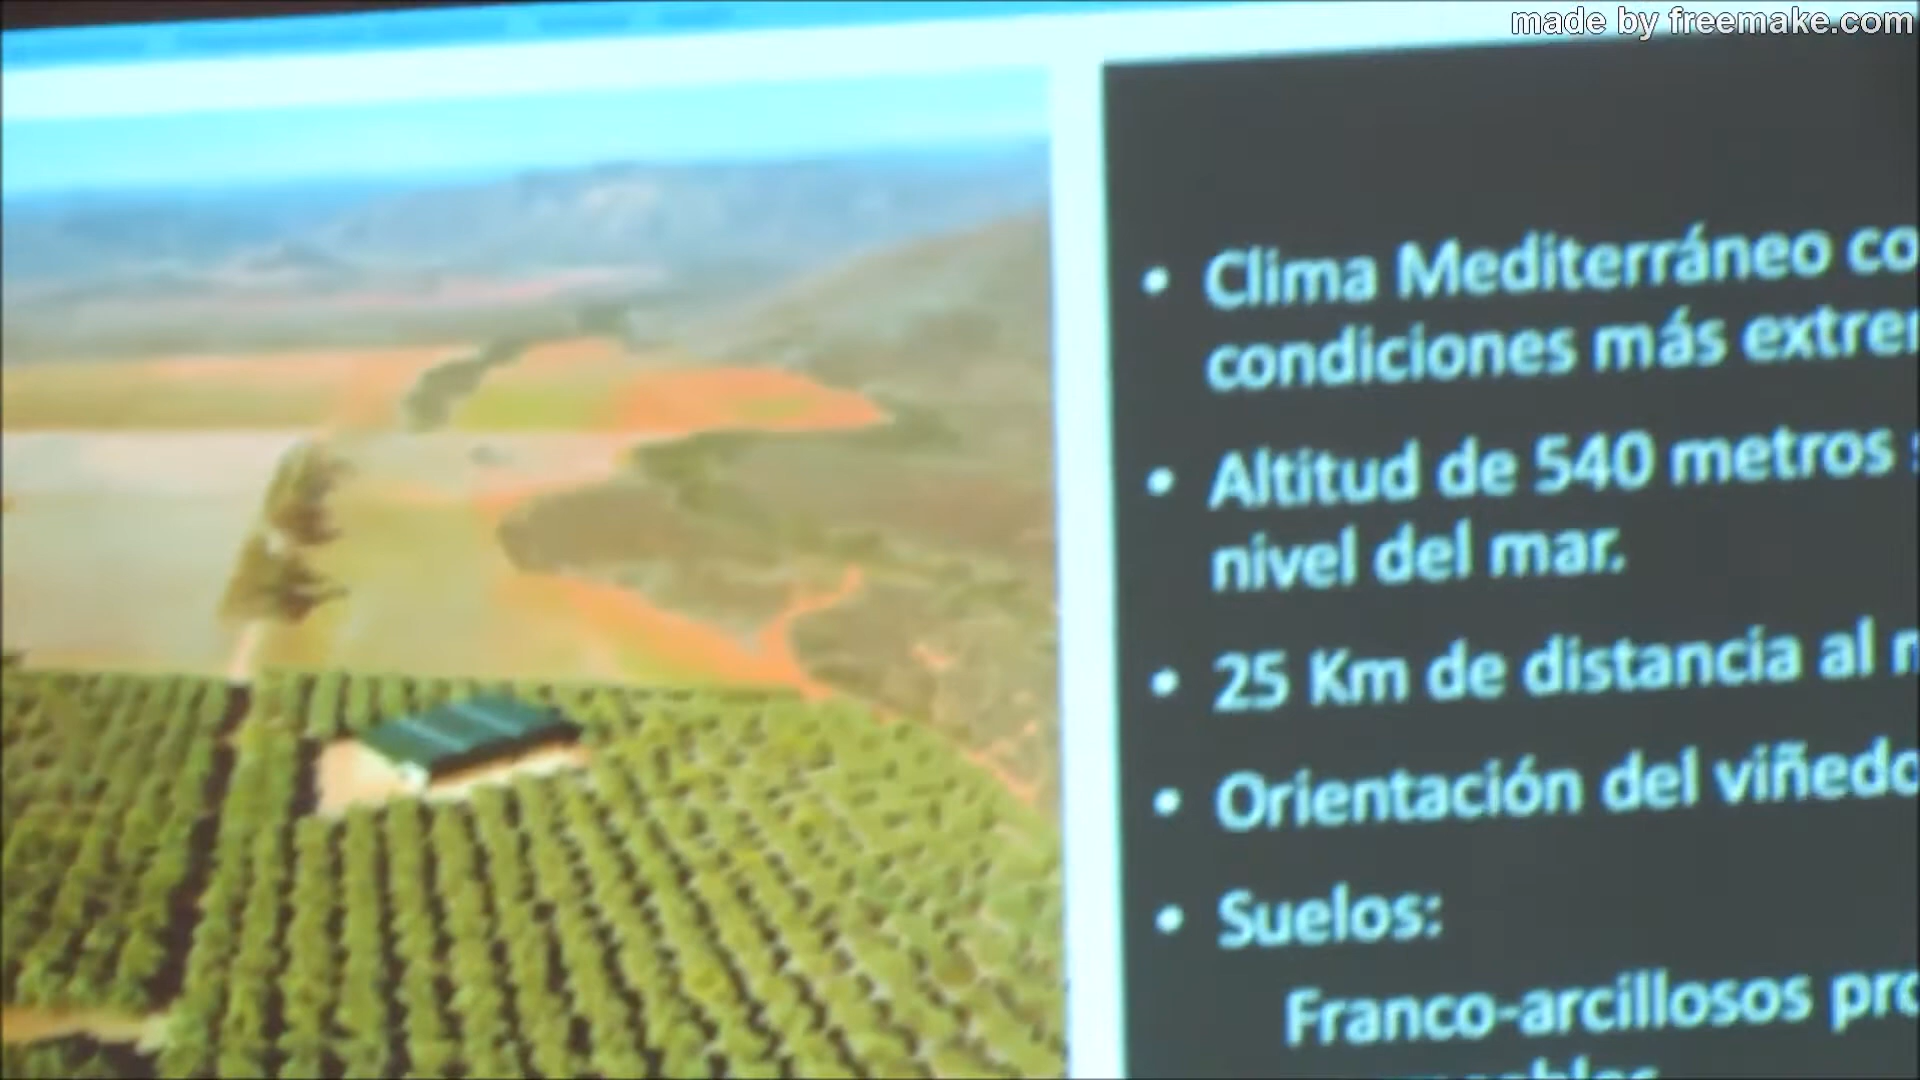 made by freemake.com
• Clima Mediterráneo co
condiciones más extre
• Altitud de 540 metros
nivel del mar.
• 25 Km de distancia al
• Orientación del viñedo
• Suelos:
Franco-arcillosos pro